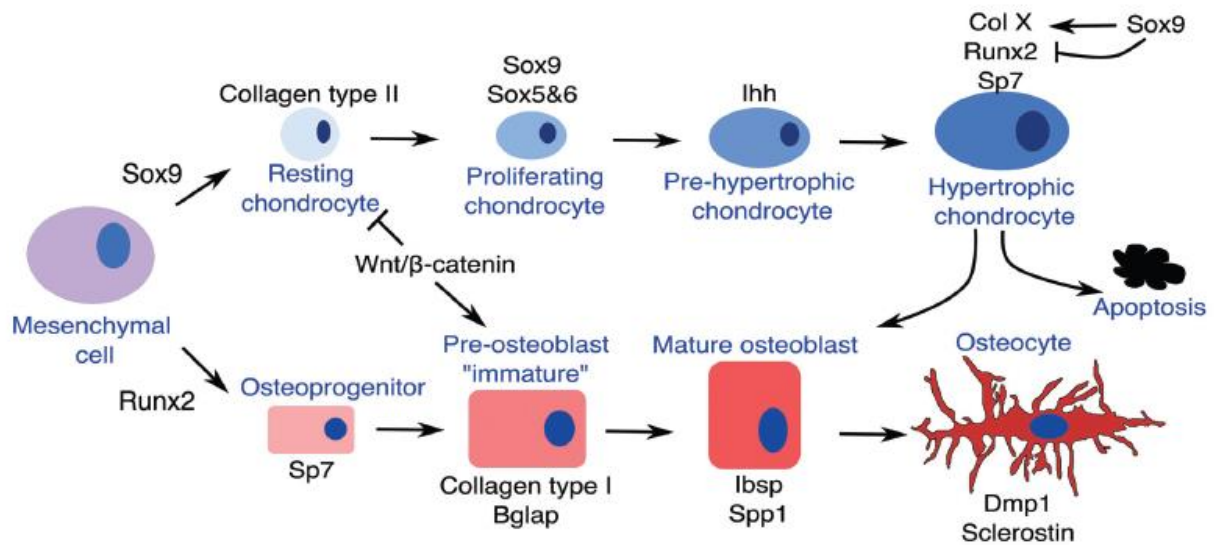 Col X
Sox9
Runx2
Sp7
Sox9
Sox5&6
Ihh
Collagen type II
Sox9
Resting
chondrocyte
Proliferating
chondrocyte
Pre-hypertrophic
chondrocyte
Hypertrophic
chondrocyte
Wnt/β-catenin
Apoptosis
Mesenchymal
cell
Runx2
Osteoprogenitor
Sp7
Pre-osteoblast
"immature"
Collagen type I
Bglap
Mature osteoblast
Ibsp
Spp1
Osteocyte
Dmp1
Sclerostin